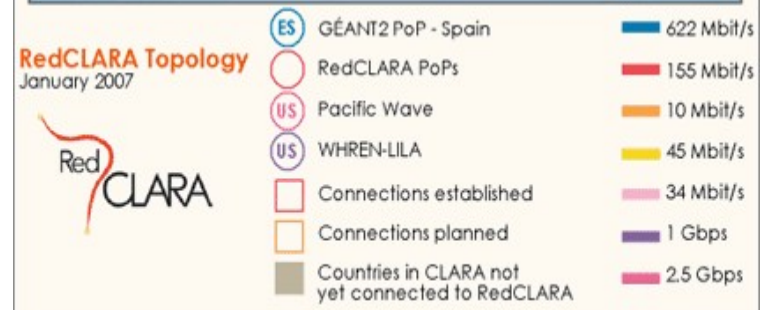 RedCLARA Topology
January 2007
Red
CLARA
ES GÉANT2 PoP - Spain
RedCLARA PoPs
US Pacific Wave
US WHREN-LILA
Connections established
Connections planned
Countries in CLARA not
yet connected to RedCLARA
622 Mbit/s
155 Mbit/s
10 Mbit/s
45 Mbit/s
34 Mbit/s
1 Gbps
2.5 Gbps